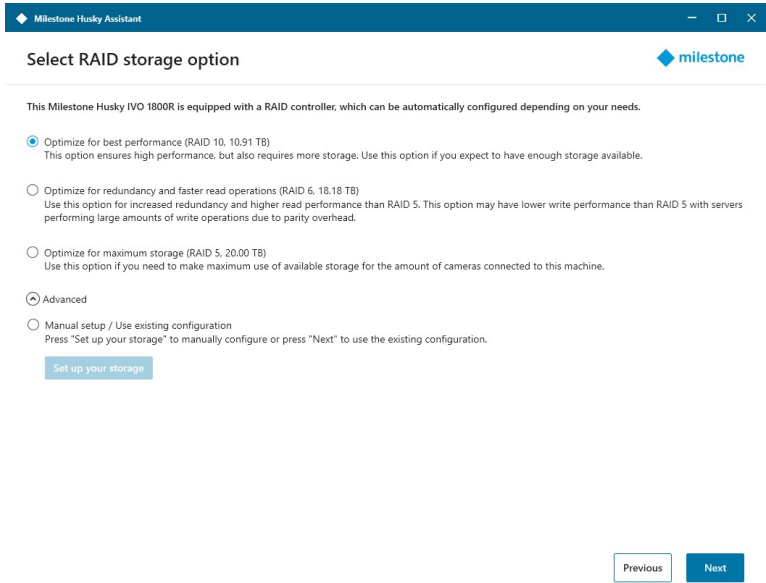 Milestone Husky Assistant
Select RAID storage option
milestone
This Milestone Husky IVO 1800R is equipped with a RAID controller, which can be automatically configured depending on your needs.
Optimize for best performance (RAID 10, 10.91 TB)
This option ensures high performance, but also requires more storage. Use this option if you expect to have enough storage available.
Optimize for redundancy and faster read operations (RAID 6, 18.18 TB)
Use this option for increased redundancy and higher read performance than RAID 5. This option may have lower write performance than RAID 5 with servers
performing large amounts of write operations due to parity overhead.
Optimize for maximum storage (RAID 5, 20.00 TB)
Use this option if you need to make maximum use of available storage for the amount of cameras connected to this machine.
Advanced
Manual setup / Use existing configuration
Press "Set up your storage" to manually configure or press "Next" to use the existing configuration.
Set up your storage
Previous
Next